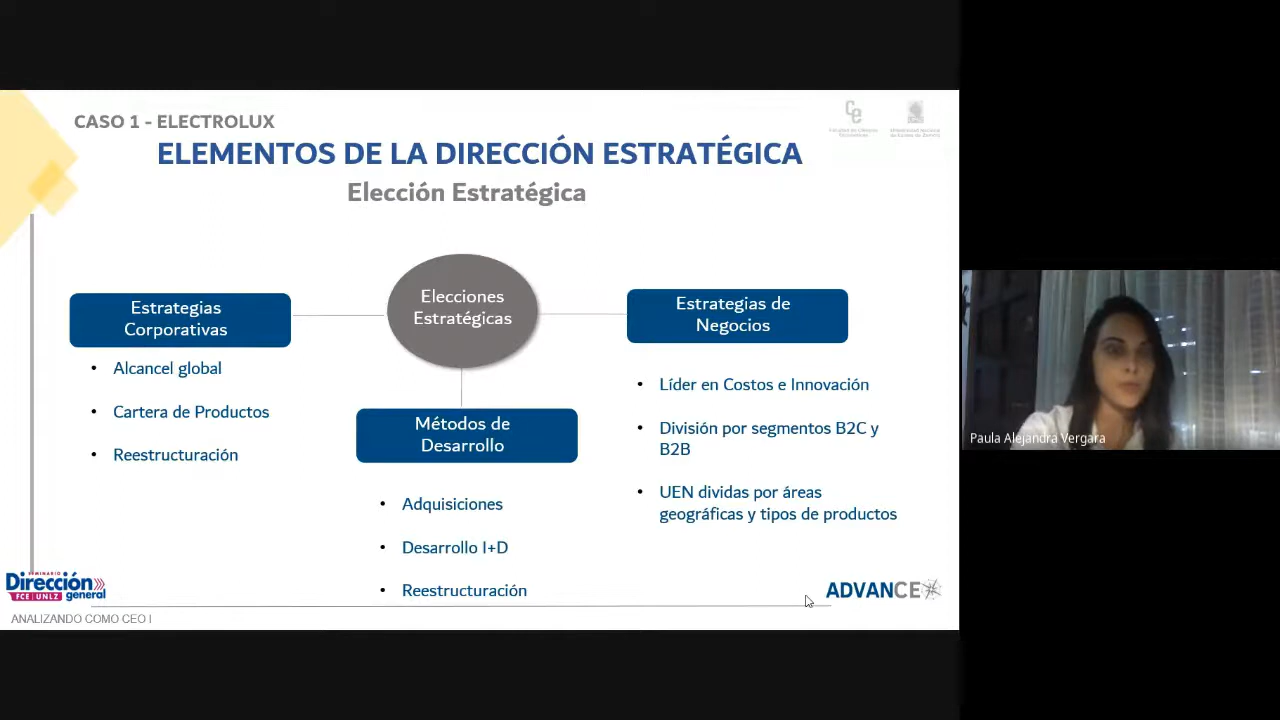 CASO 1 - ELECTROLUX
ELEMENTOS DE LA DIRECCIÓN ESTRATÉGICA
Elección Estratégica
Elecciones
Estratégicas
Estrategias
Corporativas
• Alcancel global
• Cartera de Productos
• Reestructuración
Métodos de
Desarrollo
• Adquisiciones
• Desarrollo I+D
• Reestructuración
Estrategias de
Negocios
• Líder en Costos e Innovación
• División por segmentos B2C y
B2B
• UEN dividas por áreas
geográficas y tipos de productos
Paula Alejandra Vergara
SEMINARIO
Dirección
FCE UNLZ general
ADVANCE
ANALIZANDO COMO CEO I